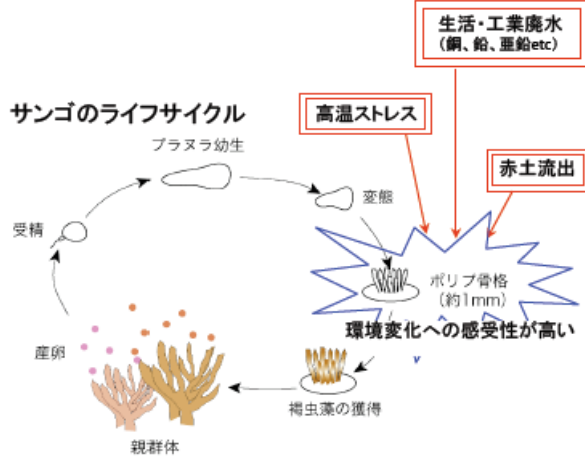 生活・工業廃水
（銅、鉛、亜鉛etc）
サンゴのライフサイクル
高温ストレス
プラヌラ幼生
赤土流出
変態
受精
ポリプ骨格
（約1mm）
環境変化への感受性が高い
産卵
v
褐虫藻の獲得
親群体